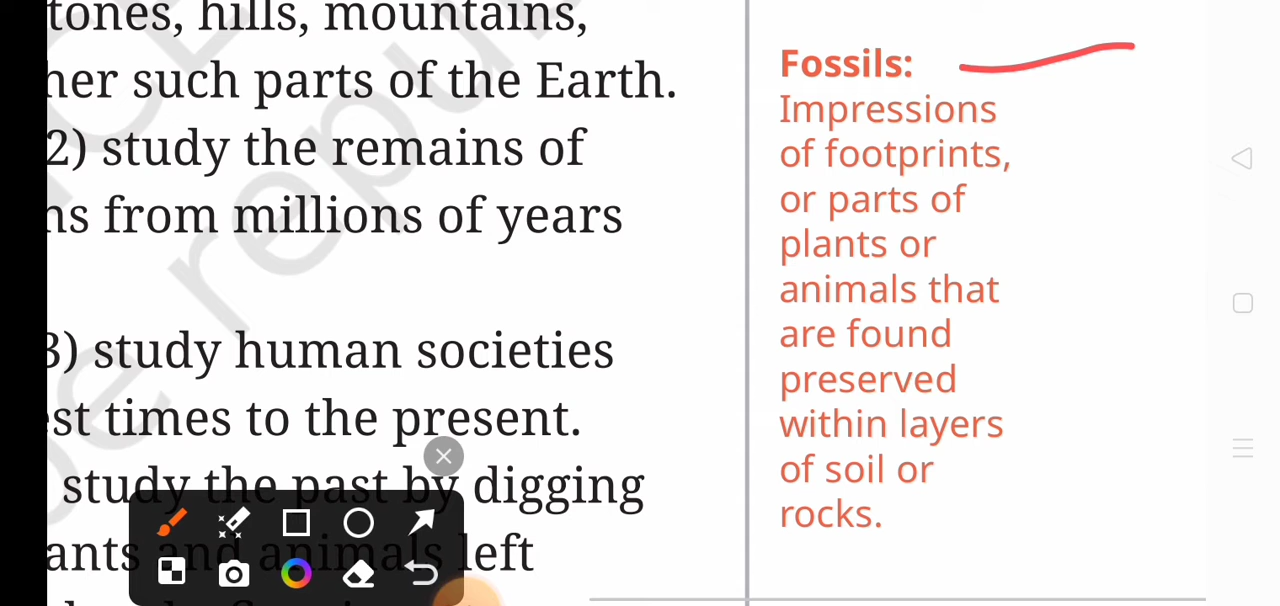 tones, hills, mountains,
her such parts of the Earth.
2) study the remains of
ns from millions of years
3) study human societies
est times to the present.
study the past by digging
ants and animals left
Fossils:
Impressions
of footprints,
or parts of
plants or
animals that
are found
preserved
within layers
of soil or
rocks.